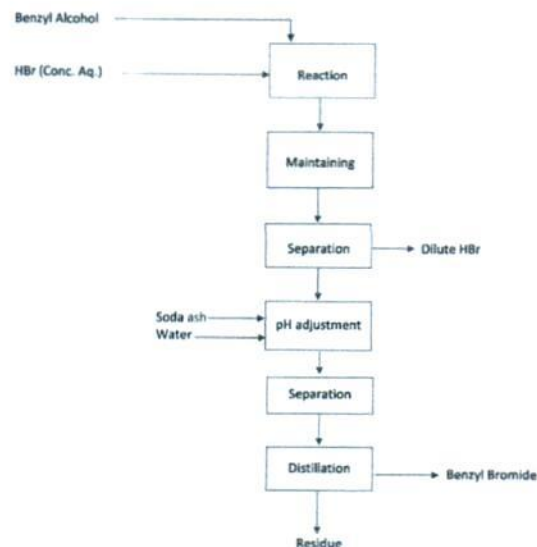 Benzyl Alcohol
HBr (Conc. Aq.)
Reaction
Maintaining
Separation
Dilute HBr
Soda ash
Water
pH adjustment
Separation
Distillation
Benzyl Bromide
Residue